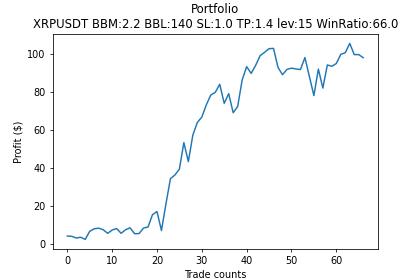 Portfolio
XRPUSDT BBM:2.2 BBL:140 SL:1.0 TP:1.4 lev:15 WinRatio:66.0
100
80
60
40
20
0
Profit ($)
0 10 20 30 40 50 60
Trade counts